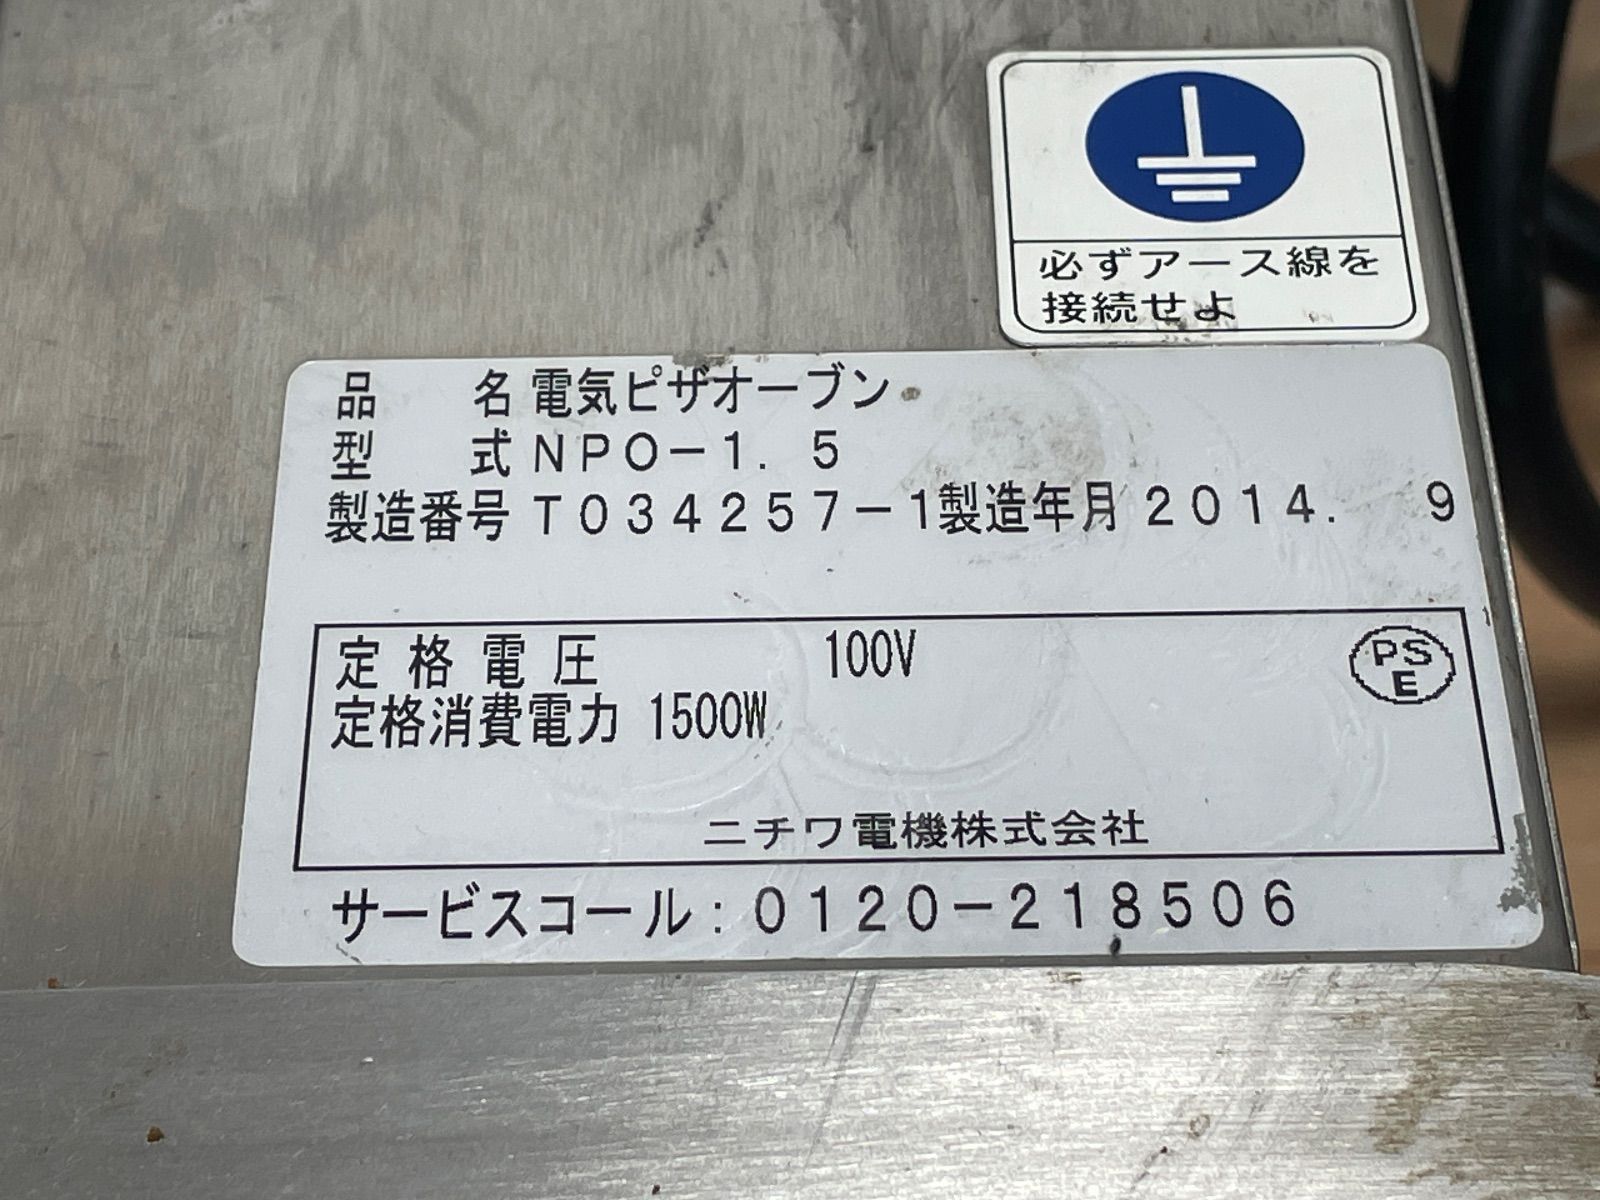 必ずアース線を
接続せよ
品 名 電気ピザオーブン
型 式 NPO-1. 5
製造番号 T034257-1製造年月 2014. 9
定格電圧 100V
PS
E
定格消費電力 1500W
ニチワ電機株式会社
サービスコール:0120-218506